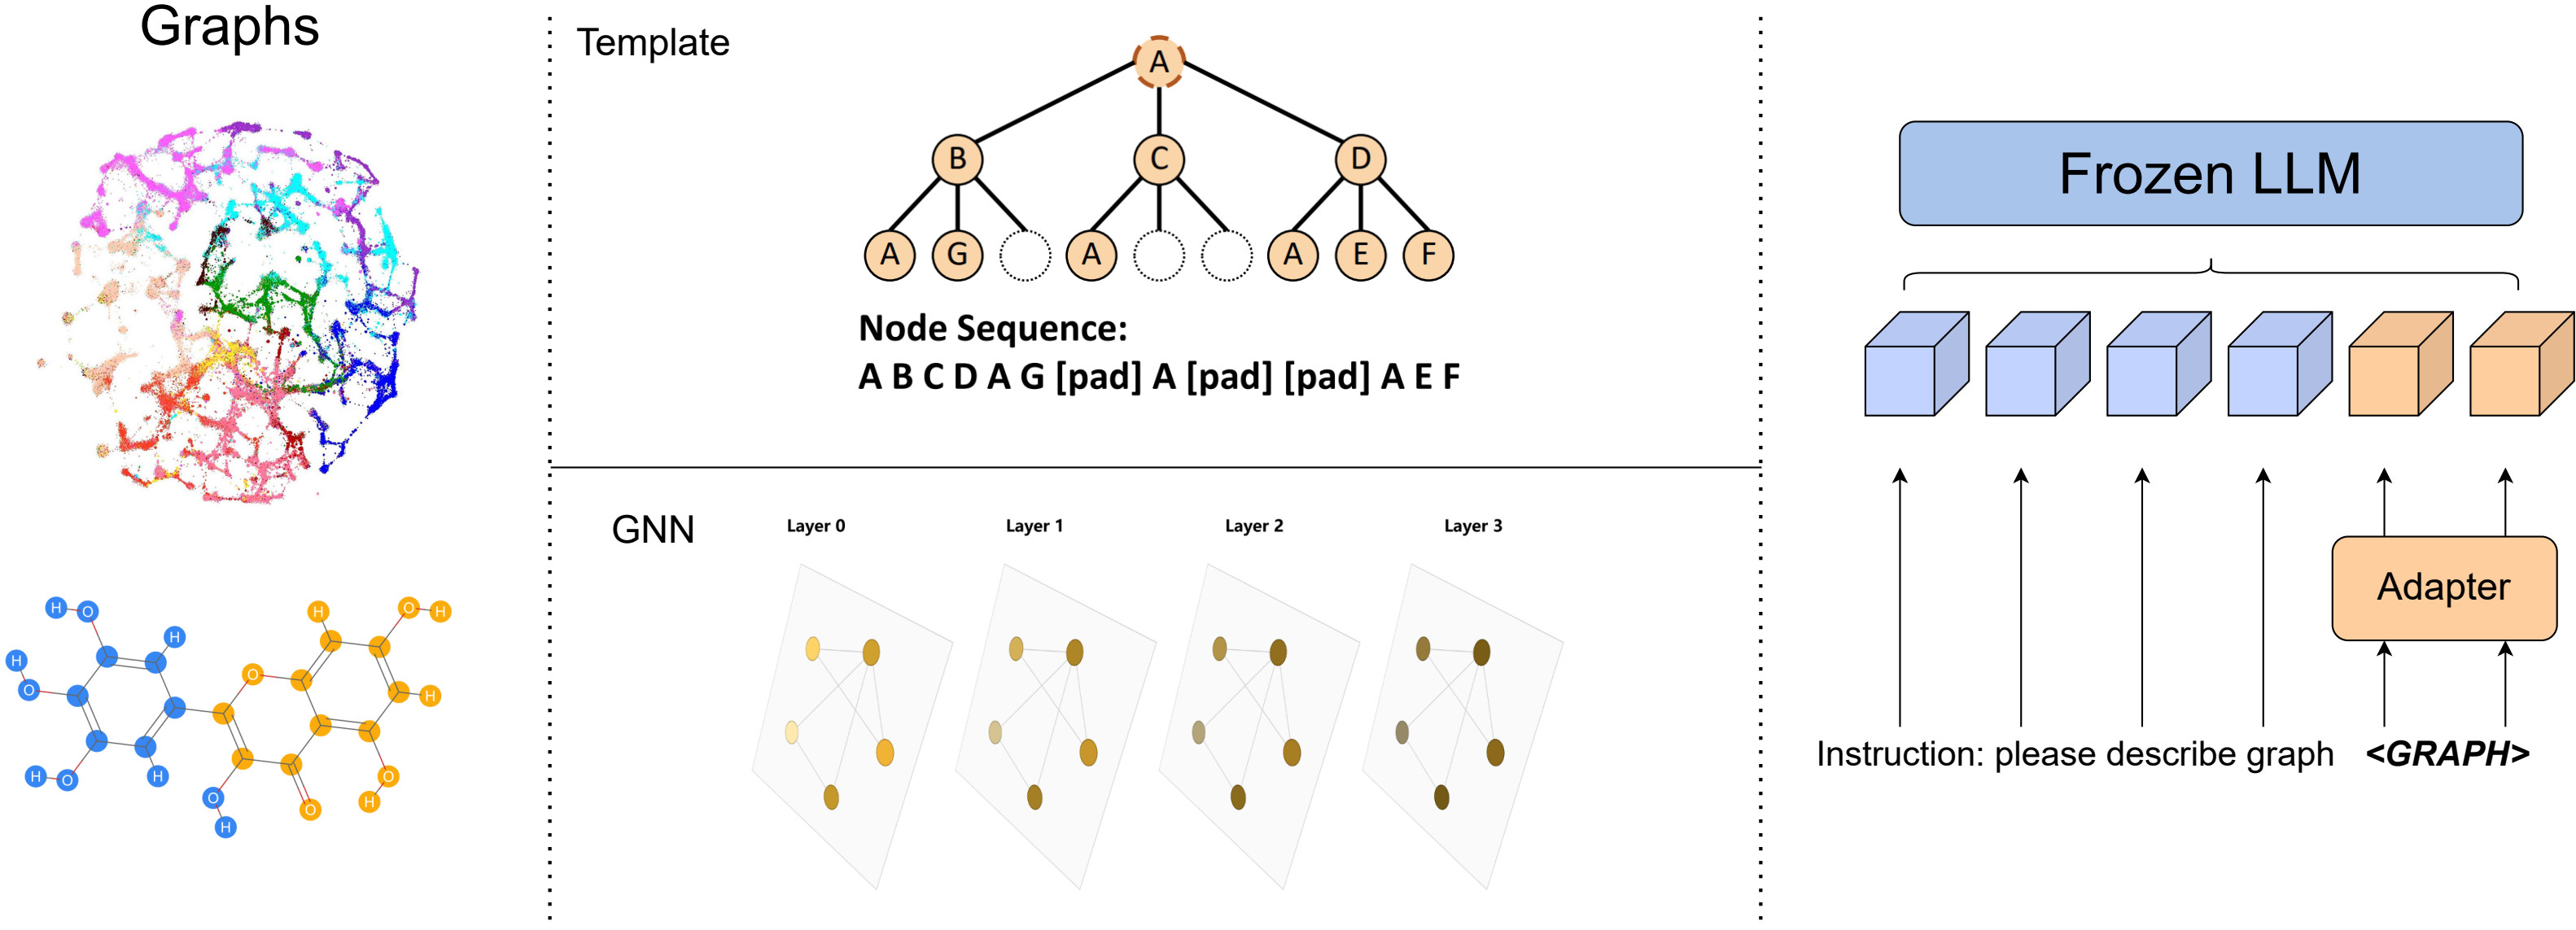 Graphs
H O
H
H
O
H O
H
O
H
H
O H
O
H
O
H
O
Template
A
B C D
A G A A E F
Node Sequence:
A B C D A G [pad] A [pad] [pad] A E F
GNN
Layer 0 Layer 1 Layer 2 Layer 3
Frozen LLM
Adapter
Instruction: please describe graph <GRAPH>